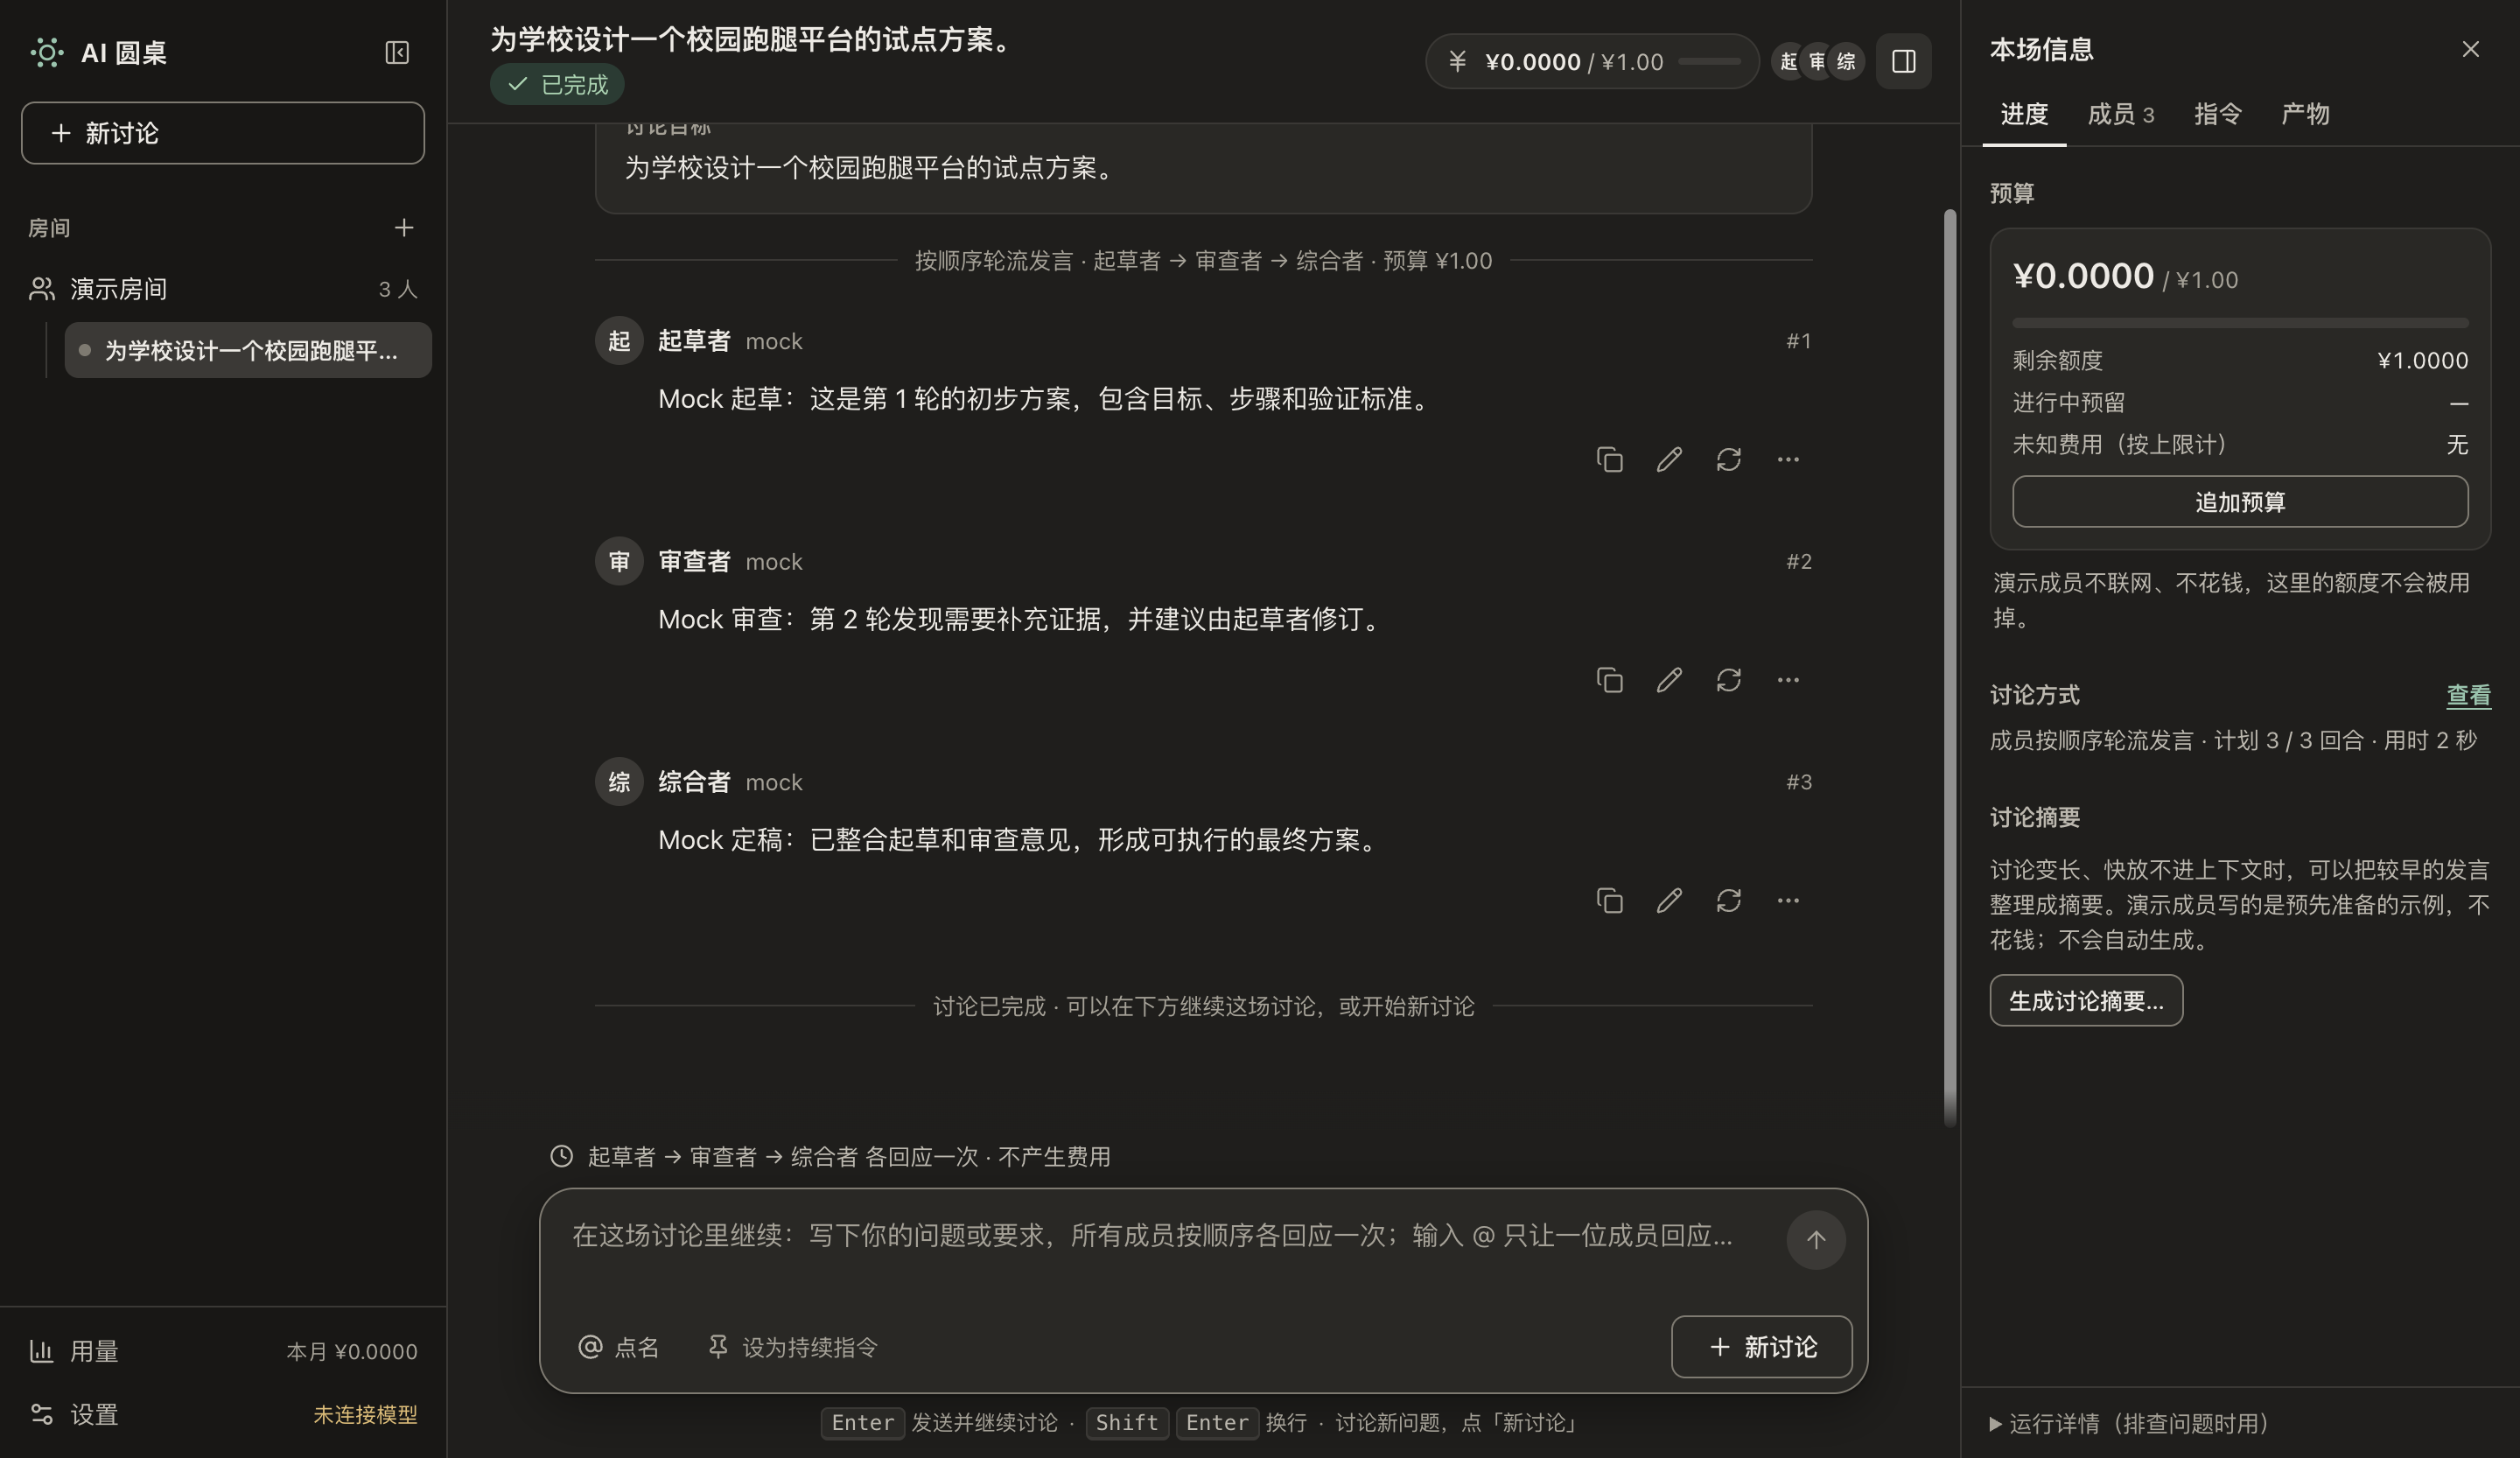 AI 圆桌
新讨论
房间
演示房间 3 人
为学校设计一个校园跑腿平...
用量 本月 ¥0.0000
设置 未连接模型
为学校设计一个校园跑腿平台的试点方案。
已完成
¥0.0000 / ¥1.00
起 审 综
讨论目标
为学校设计一个校园跑腿平台的试点方案。
按顺序轮流发言 · 起草者 → 审查者 → 综合者 · 预算 ¥1.00
起 起草者 mock #1
Mock 起草：这是第 1 轮的初步方案，包含目标、步骤和验证标准。
审 审查者 mock #2
Mock 审查：第 2 轮发现需要补充证据，并建议由起草者修订。
综 综合者 mock #3
Mock 定稿：已整合起草和审查意见，形成可执行的最终方案。
讨论已完成 · 可以在下方继续这场讨论，或开始新讨论
起草者 → 审查者 → 综合者 各回应一次 · 不产生费用
在这场讨论里继续：写下你的问题或要求，所有成员按顺序各回应一次；输入 @ 只让一位成员回应...
点名 设为持续指令 新讨论
Enter 发送并继续讨论 · Shift Enter 换行 · 讨论新问题，点「新讨论」
本场信息
进度 成员 3 指令 产物
预算
¥0.0000 / ¥1.00
剩余额度 ¥1.0000
进行中预留 —
未知费用（按上限计） 无
追加预算
演示成员不联网、不花钱，这里的额度不会被用
掉。
讨论方式 查看
成员按顺序轮流发言 · 计划 3 / 3 回合 · 用时 2 秒
讨论摘要
讨论变长、快放不进上下文时，可以把较早的发言
整理成摘要。演示成员写的是预先准备的示例，不
花钱；不会自动生成。
生成讨论摘要...
运行详情（排查问题时用）